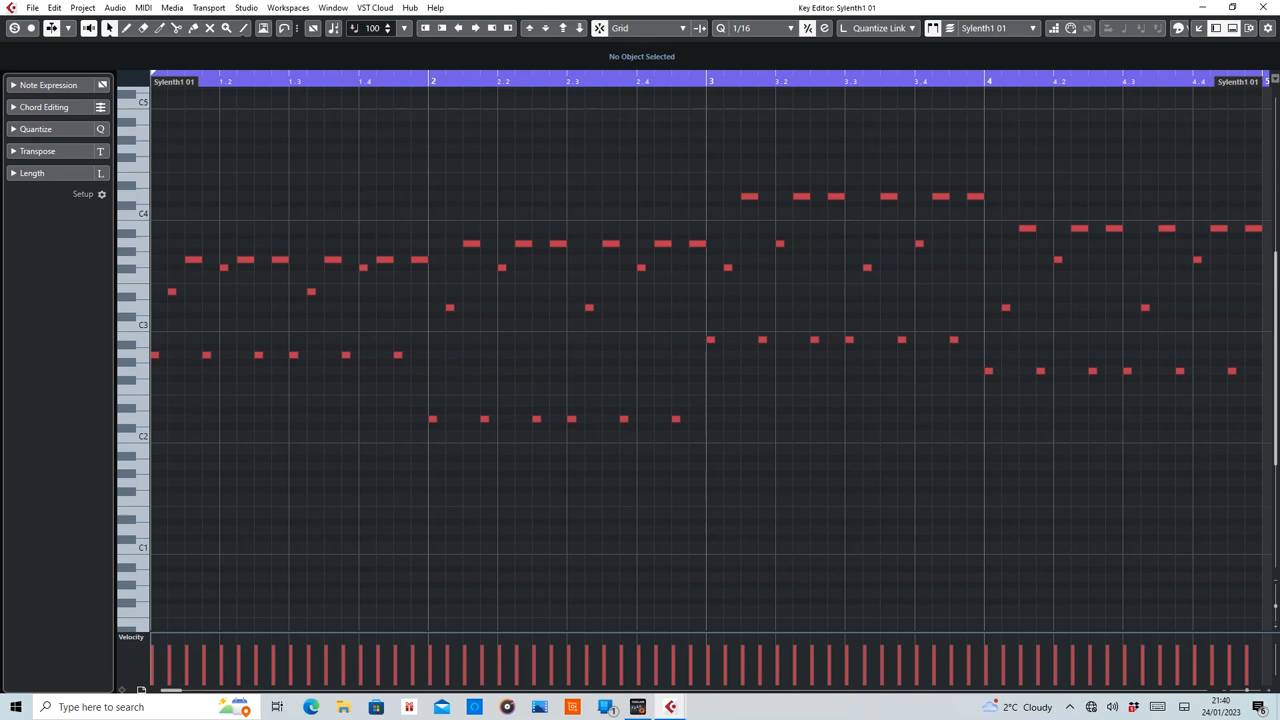 Key Editor: Sylenth1 01
File Edit Project Audio MIDI Media Transport Studio Workspaces Window VST Cloud Hub Help
S 100 Grid Q 1/16 Quantize Link Sylenth1 01
No Object Selected
1.2 1.3 1.4 2 2.2 2.3 2.4 3 3.2 3.3 3.4 4 4.2 4.3 4.4 5
Sylenth1 01 Sylenth1 01
Note Expression
Chord Editing
Quantize Q
Transpose T
Length L
Setup
C5
C4
C3
C2
C1
Velocity
Type here to search
2°C Cloudy
21:40
24/01/2023